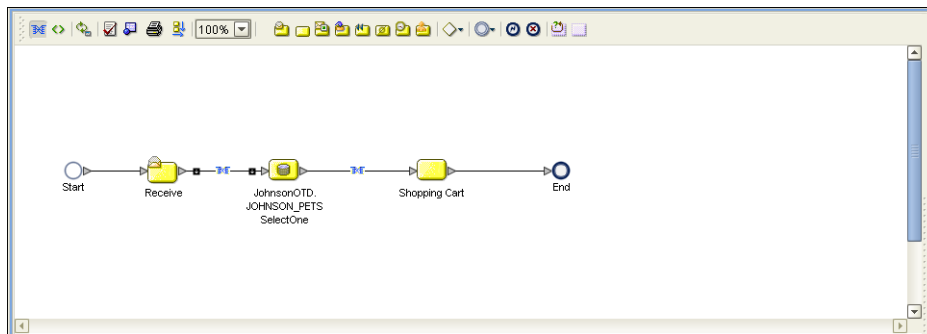 100%
Start
Receive
JohnsonOTD.
JOHNSON_PETS
SelectOne
Shopping Cart
End